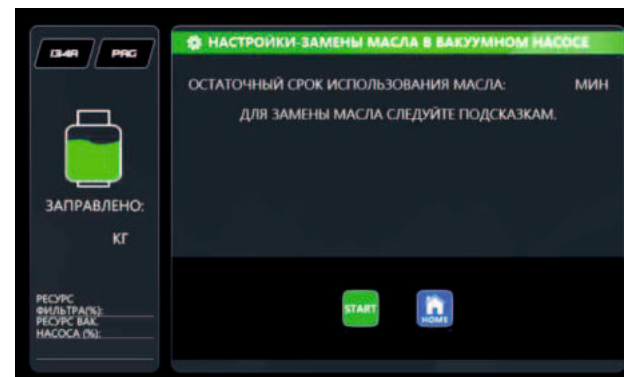 134A PAG
НАСТРОЙКИ-ЗАМЕНЫ МАСЛА В ВАКУУМНОМ НАСОСЕ
ОСТАТОЧНЫЙ СРОК ИСПОЛЬЗОВАНИЯ МАСЛА: МИН
ДЛЯ ЗАМЕНЫ МАСЛА СЛЕДУЙТЕ ПОДСКАЗКАМ.
ЗАПРАВЛЕНО:
КГ
РЕСУРС
ФИЛЬТРА(%):
РЕСУРС ВАК.
НАСОСА (%):
START
HOME